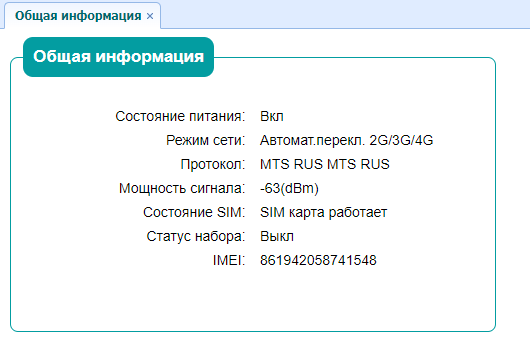 Общая информация ×
Общая информация
Состояние питания: Вкл
Режим сети: Автомат.перекл. 2G/3G/4G
Протокол: MTS RUS MTS RUS
Мощность сигнала: -63(dBm)
Состояние SIM: SIM карта работает
Статус набора: Выкл
IMEI: 861942058741548